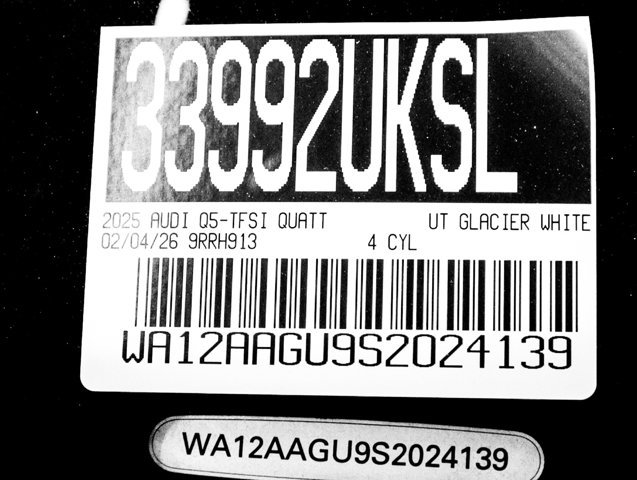 33992UKSL
2025 AUDI Q5-TFSI QUATT UT GLACIER WHITE
02/04/26 9RRH913 4 CYL
WA12AAGU9S2024139
WA12AAGU9S2024139